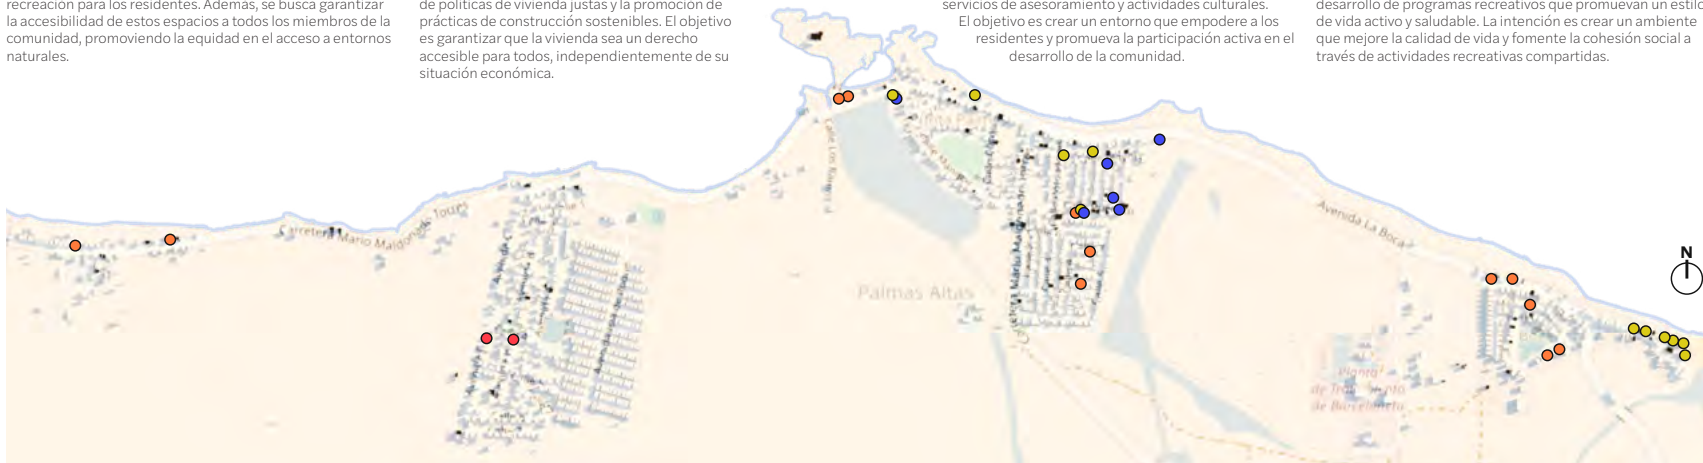 recreación para los residentes. Además, se busca garantizar
la accesibilidad de estos espacios a todos los miembros de la
comunidad, promoviendo la equidad en el acceso a entornos
naturales.
de políticas de vivienda justas y la promoción de
prácticas de construcción sostenibles. El objetivo
es garantizar que la vivienda sea un derecho
accesible para todos, independientemente de su
situación económica.
servicios de asesoramiento y actividades culturales.
El objetivo es crear un entorno que empodere a los
residentes y promueva la participación activa en el
desarrollo de la comunidad.
desarrollo de programas recreativos que promuevan un estilo
de vida activo y saludable. La intención es crear un ambiente
que mejore la calidad de vida y fomente la cohesión social a
través de actividades recreativas compartidas.
Carretera Mario Maldonado Torres
Palmas Altas
Avenida La Boca
N
Planta
de Barceloneta